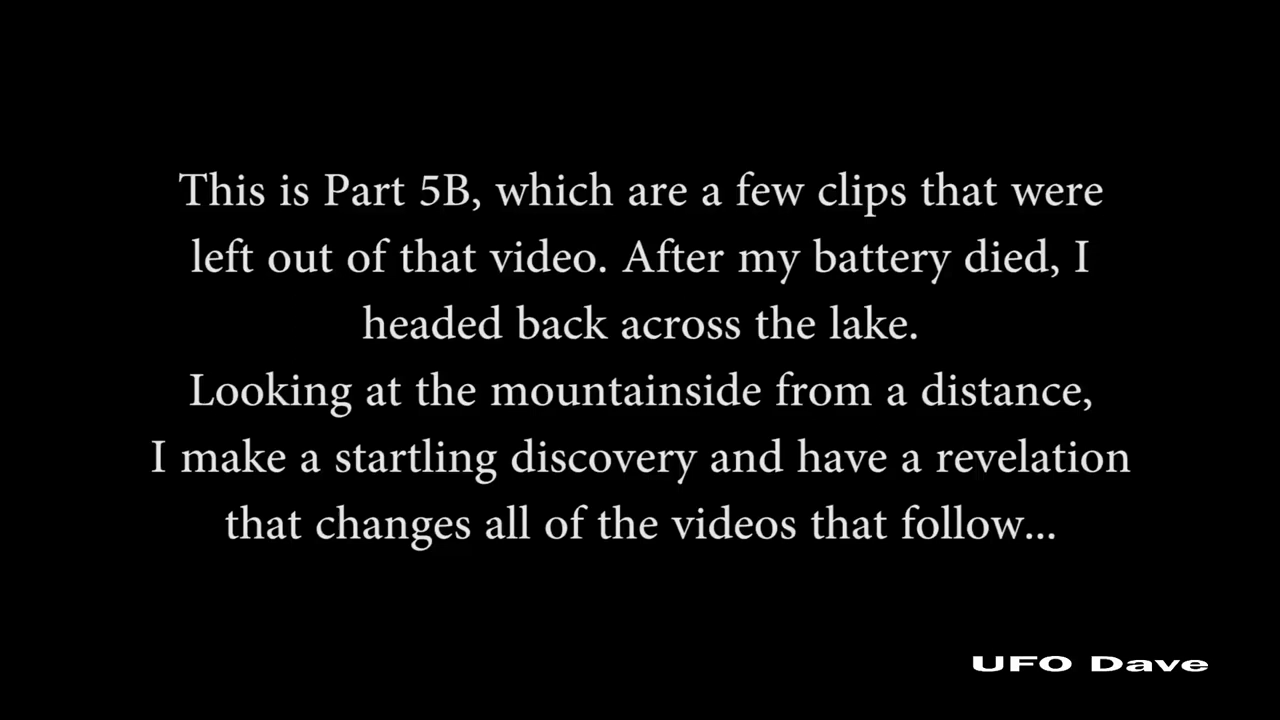 This is Part 5B, which are a few clips that were
left out of that video. After my battery died, I
headed back across the lake.
Looking at the mountainside from a distance,
I make a startling discovery and have a revelation
that changes all of the videos that follow...
UFO Dave